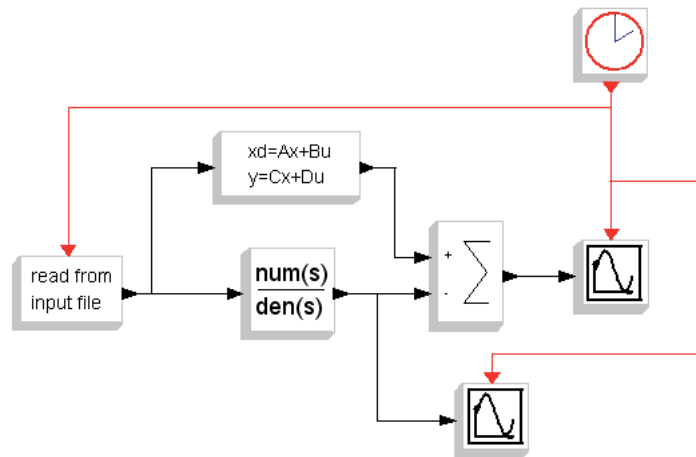 xd=Ax+Bu
y=Cx+Du
read from
input file
num(s)
den(s)
+
-
Σ